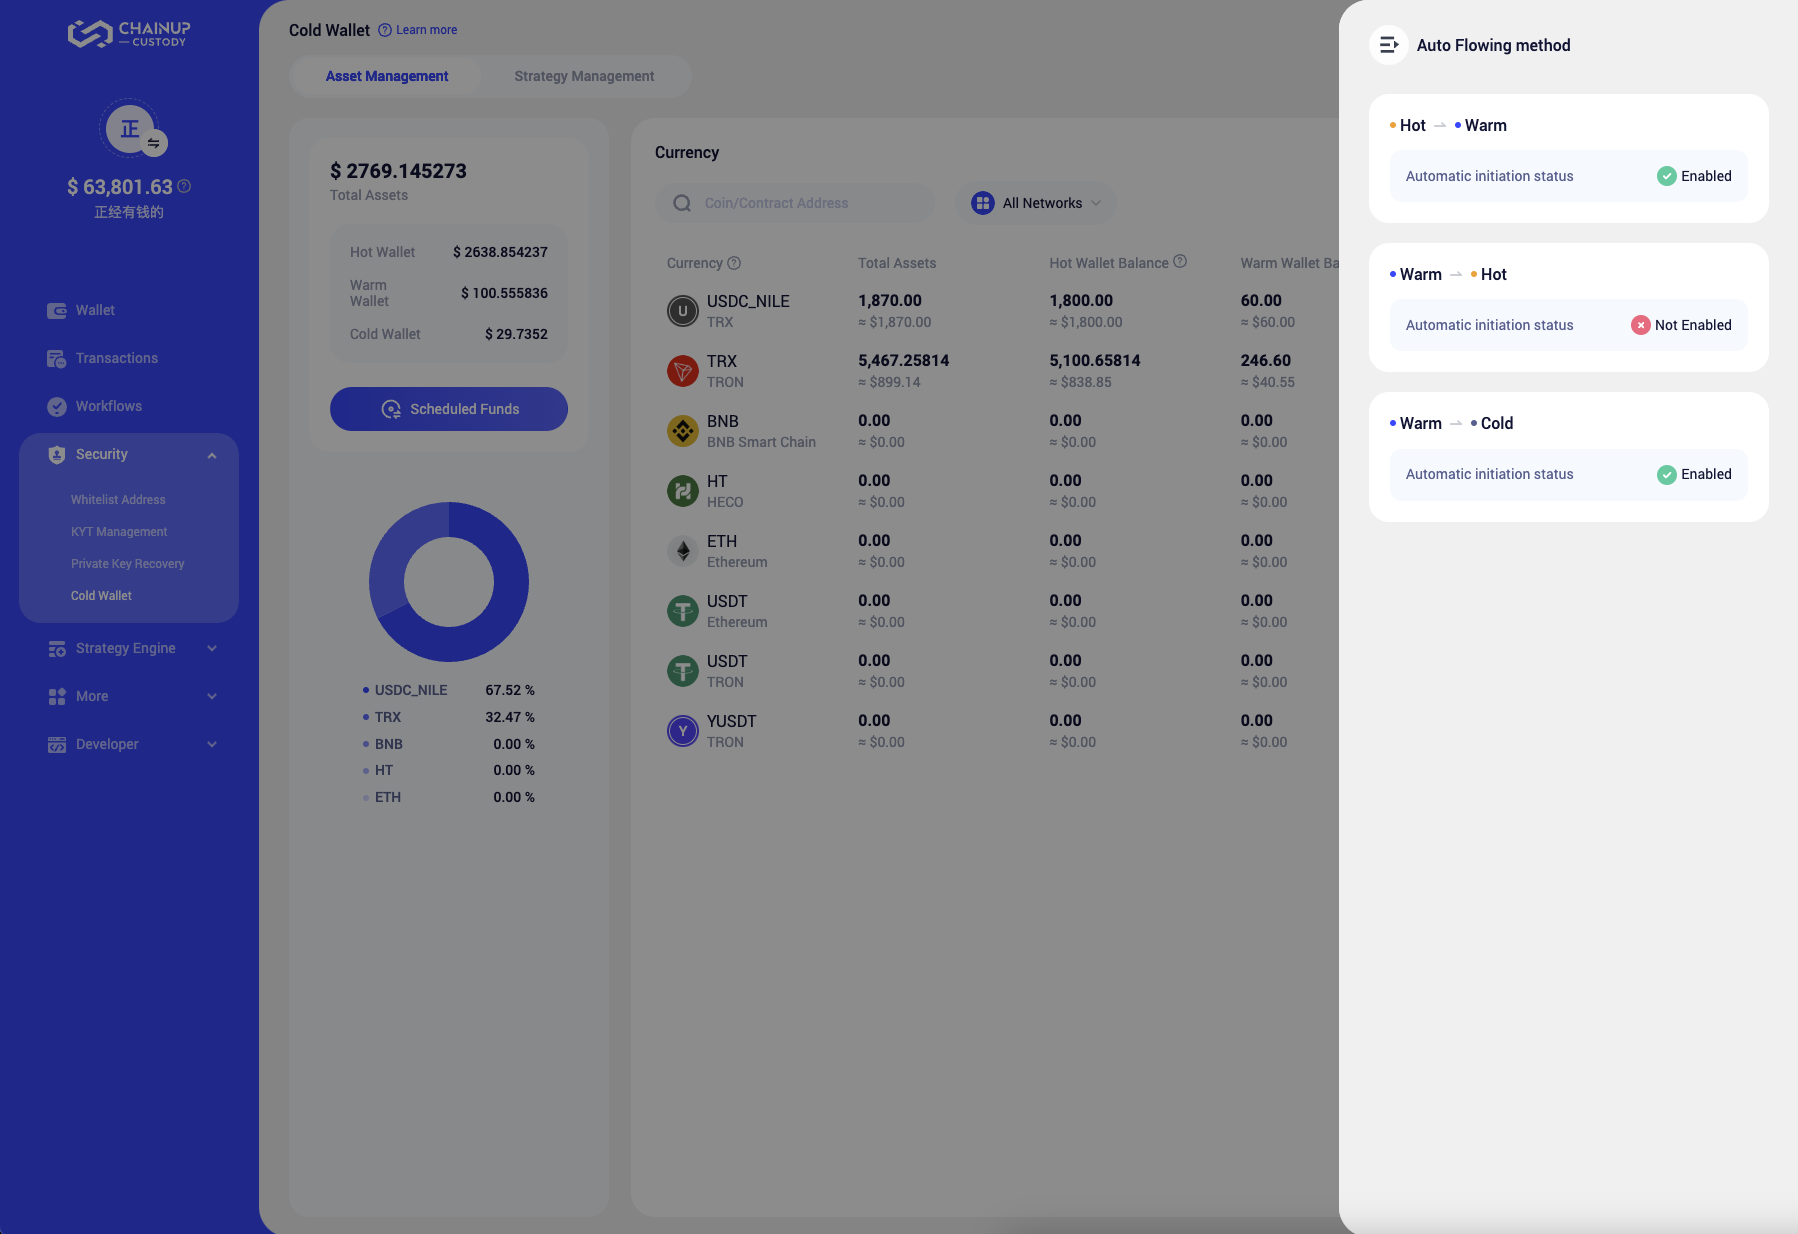 CHAINUP
CUSTODY
正
$ 63,801.63
正经有钱的
Wallet
Transactions
Workflows
Security
Whitelist Address
KYT Management
Private Key Recovery
Cold Wallet
Strategy Engine
More
Developer
Cold Wallet ? Learn more
Asset Management Strategy Management
$ 2769.145273
Total Assets
Hot Wallet $ 2638.854237
Warm Wallet $ 100.555836
Cold Wallet $ 29.7352
Scheduled Funds
USDC_NILE 67.52 %
TRX 32.47 %
BNB 0.00 %
HT 0.00 %
ETH 0.00 %
Currency
Coin/Contract Address All Networks
Currency Total Assets Hot Wallet Balance Warm Wallet Ba
USDC_NILE 1,870.00 1,800.00 60.00
TRX ≈ $1,870.00 ≈ $1,800.00 ≈ $60.00
TRX 5,467.25814 5,100.65814 246.60
TRON ≈ $899.14 ≈ $838.85 ≈ $40.55
BNB 0.00 0.00 0.00
BNB Smart Chain ≈ $0.00 ≈ $0.00 ≈ $0.00
HT 0.00 0.00 0.00
HECO ≈ $0.00 ≈ $0.00 ≈ $0.00
ETH 0.00 0.00 0.00
Ethereum ≈ $0.00 ≈ $0.00 ≈ $0.00
USDT 0.00 0.00 0.00
Ethereum ≈ $0.00 ≈ $0.00 ≈ $0.00
USDT 0.00 0.00 0.00
TRON ≈ $0.00 ≈ $0.00 ≈ $0.00
YUSDT 0.00 0.00 0.00
TRON ≈ $0.00 ≈ $0.00 ≈ $0.00
Auto Flowing method
Hot → Warm
Automatic initiation status Enabled
Warm → Hot
Automatic initiation status Not Enabled
Warm → Cold
Automatic initiation status Enabled